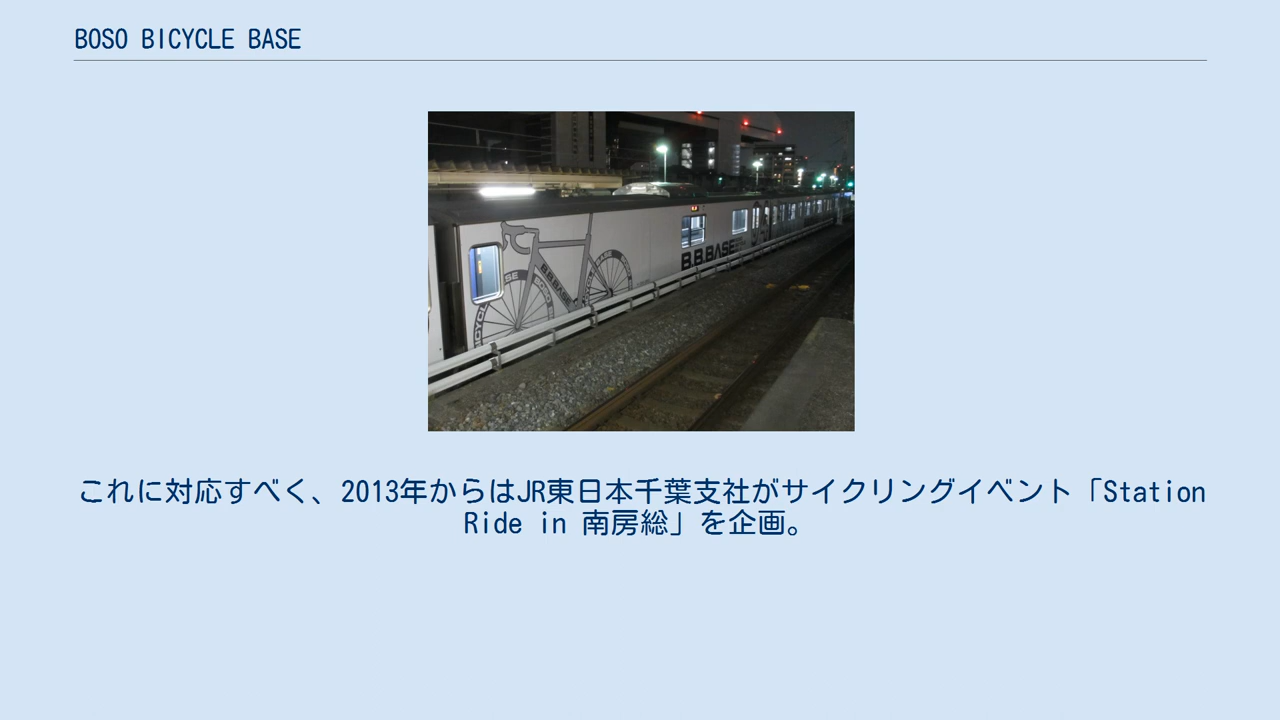 BOSO BICYCLE BASE
B.B.BASE
B.B.BASE
これに対応すべく、2013年からはJR東日本千葉支社がサイクリングイベント「Station
Ride in 南房総」を企画。